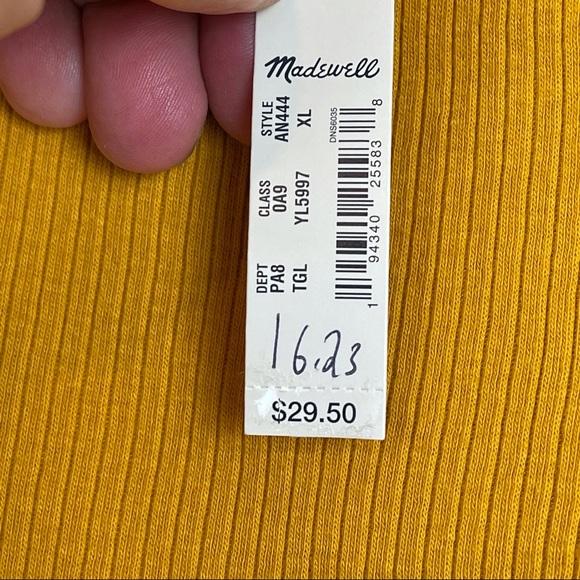 Madewell
STYLE
AN444 XL
CLASS
0A9 YL5997
DEPT
PA8 TGL
DNS6035
1 94340 25583 8
16.23
$29.50